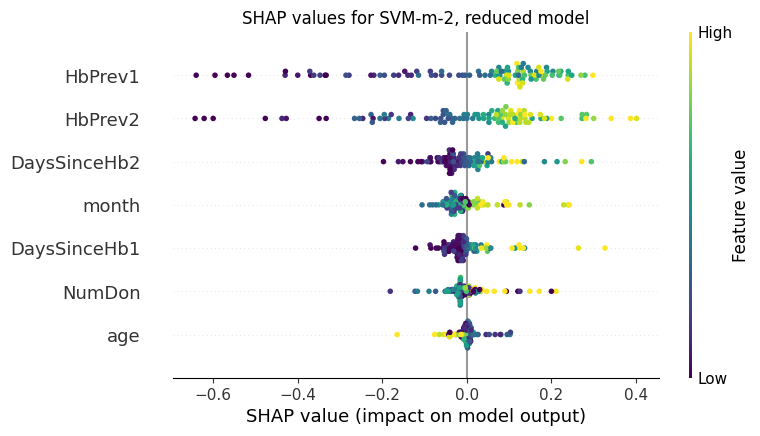 SHAP values for SVM-m-2, reduced model
High
HbPrev1
HbPrev2
DaysSinceHb2
month
DaysSinceHb1
NumDon
age
Feature value
Low
−0.6 −0.4 −0.2 0.0 0.2 0.4
SHAP value (impact on model output)